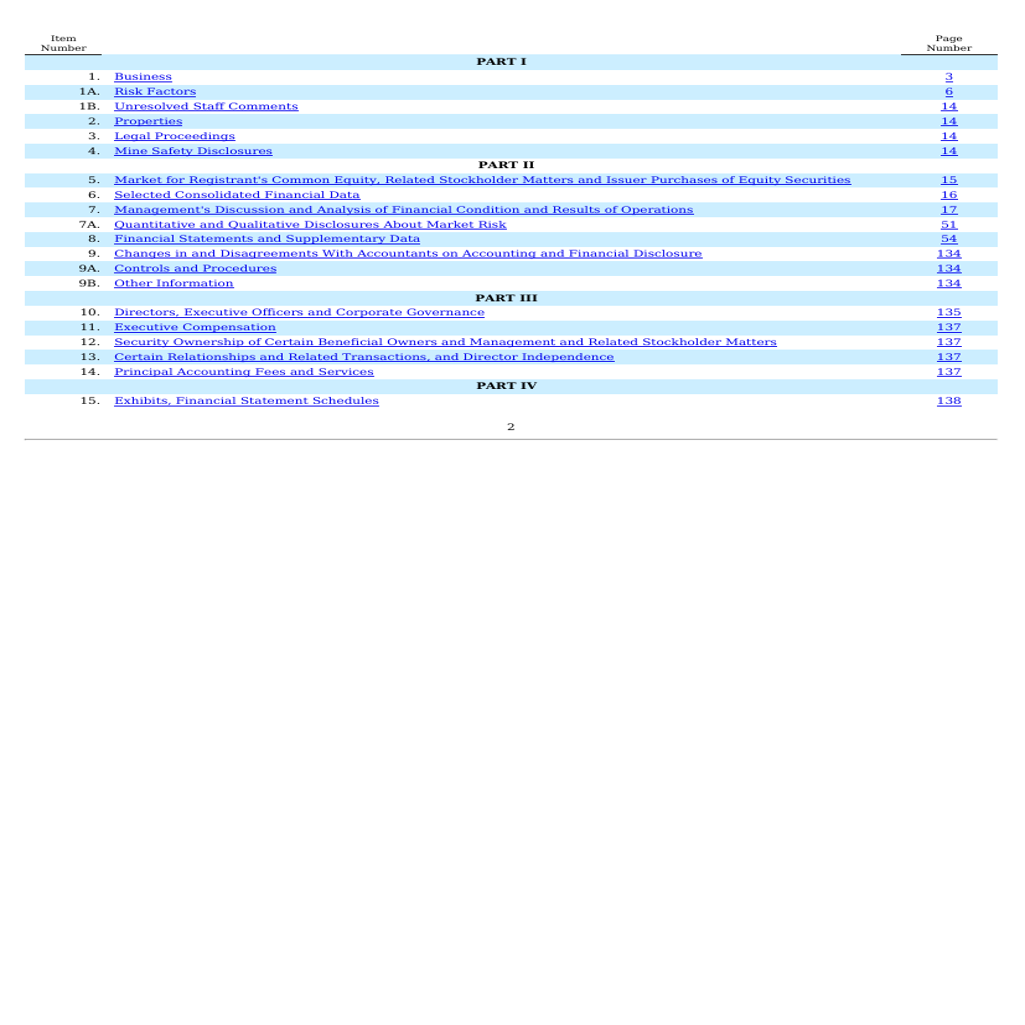 Item Page
Number Number
PART I
1. Business 3
1A. Risk Factors 6
1B. Unresolved Staff Comments 14
2. Properties 14
3. Legal Proceedings 14
4. Mine Safety Disclosures 14
PART II
5. Market for Registrant's Common Equity, Related Stockholder Matters and Issuer Purchases of Equity Securities 15
6. Selected Consolidated Financial Data 16
7. Management's Discussion and Analysis of Financial Condition and Results of Operations 17
7A. Quantitative and Qualitative Disclosures About Market Risk 51
8. Financial Statements and Supplementary Data 54
9. Changes in and Disagreements With Accountants on Accounting and Financial Disclosure 134
9A. Controls and Procedures 134
9B. Other Information 134
PART III
10. Directors, Executive Officers and Corporate Governance 135
11. Executive Compensation 137
12. Security Ownership of Certain Beneficial Owners and Management and Related Stockholder Matters 137
13. Certain Relationships and Related Transactions, and Director Independence 137
14. Principal Accounting Fees and Services 137
PART IV
15. Exhibits, Financial Statement Schedules 138
2